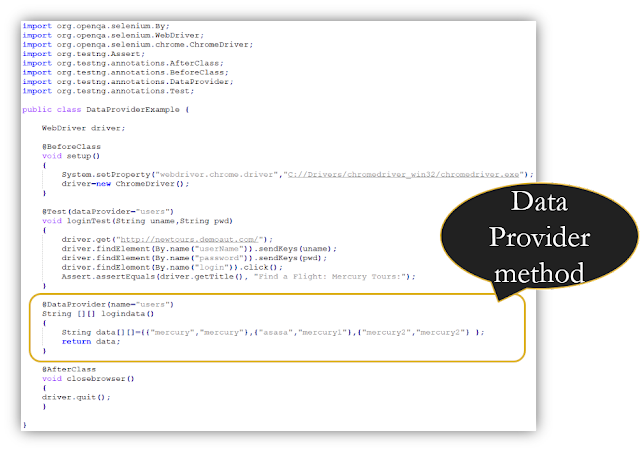 import org.openqa.selenium.By;
import org.openqa.selenium.WebDriver;
import org.openqa.selenium.chrome.ChromeDriver;
import org.testng.Assert;
import org.testng.annotations.AfterClass;
import org.testng.annotations.BeforeClass;
import org.testng.annotations.DataProvider;
import org.testng.annotations.Test;
public class DataProviderExample {
WebDriver driver;
@BeforeClass
void setup()
{
System.setProperty("webdriver.chrome.driver","C://Drivers/chromedriver_win32/chromedriver.exe");
driver=new ChromeDriver();
}
@Test(dataProvider="users")
void loginTest(String uname,String pwd)
{
driver.get("http://newtours.demoaut.com/");
driver.findElement(By.name("userName")).sendKeys(uname);
driver.findElement(By.name("password")).sendKeys(pwd);
driver.findElement(By.name("login")).click();
Assert.assertEquals(driver.getTitle(), "Find a Flight: Mercury Tours:");
}
@DataProvider(name="users")
String [][] logindata()
{
String data[][]={{"mercury","mercury"},{"asasa","mercury1"},{"mercury2","mercury2"} };
return data;
}
@AfterClass
void closebrowser()
{
driver.quit();
}
}
Data
Provider
method